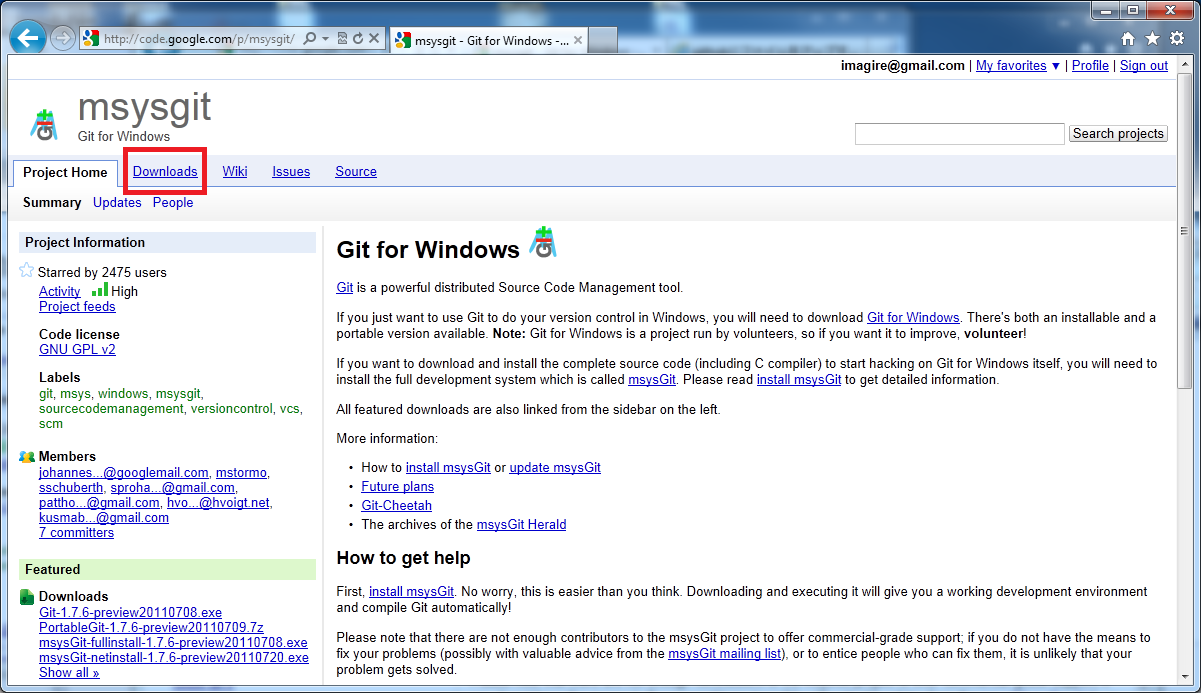 http://code.google.com/p/msysgit/
msysgit - Git for Windows -...
imagire@gmail.com | My favorites ▼ | Profile | Sign out
msysgit
Git for Windows
Search projects
Project Home Downloads Wiki Issues Source
Summary Updates People
Project Information
Starred by 2475 users
Activity High
Project feeds
Code license
GNU GPL v2
Labels
git, msys, windows, msysgit,
sourcecodemanagement, versioncontrol, vcs,
scm
Members
johannes...@googlemail.com, mstormo,
sschuberth, sproha...@gmail.com,
pattho...@gmail.com, hvo...@hvoigt.net,
kusmab...@gmail.com
7 committers
Featured
Downloads
Git-1.7.6-preview20110708.exe
PortableGit-1.7.6-preview20110709.7z
msysGit-fullinstall-1.7.6-preview20110708.exe
msysGit-netinstall-1.7.6-preview20110720.exe
Show all »
Git for Windows
Git is a powerful distributed Source Code Management tool.
If you just want to use Git to do your version control in Windows, you will need to download Git for Windows. There's both an installable and a
portable version available. Note: Git for Windows is a project run by volunteers, so if you want it to improve, volunteer!
If you want to download and install the complete source code (including C compiler) to start hacking on Git for Windows itself, you will need to
install the full development system which is called msysGit. Please read install msysGit to get detailed information.
All featured downloads are also linked from the sidebar on the left.
More information:
• How to install msysGit or update msysGit
• Future plans
• Git-Cheetah
• The archives of the msysGit Herald
How to get help
First, install msysGit. No worry, this is easier than you think. Downloading and executing it will give you a working development environment
and compile Git automatically!
Please note that there are not enough contributors to the msysGit project to offer commercial-grade support; if you do not have the means to
fix your problems (possibly with valuable advice from the msysGit mailing list), or to entice people who can fix them, it is unlikely that your
problem gets solved.